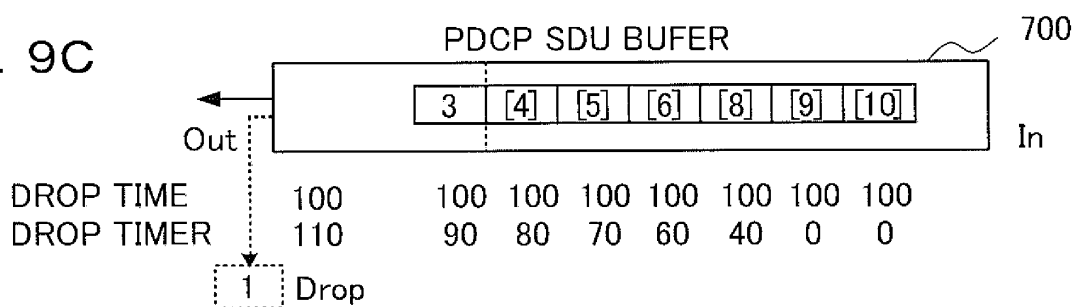 . 9C
PDCP SDU BUFER
700
3 [4] [5] [6] [8] [9] [10]
Out
In
DROP TIME 100 100 100 100 100 100 100 100
DROP TIMER 110 90 80 70 60 40 0 0
1 Drop